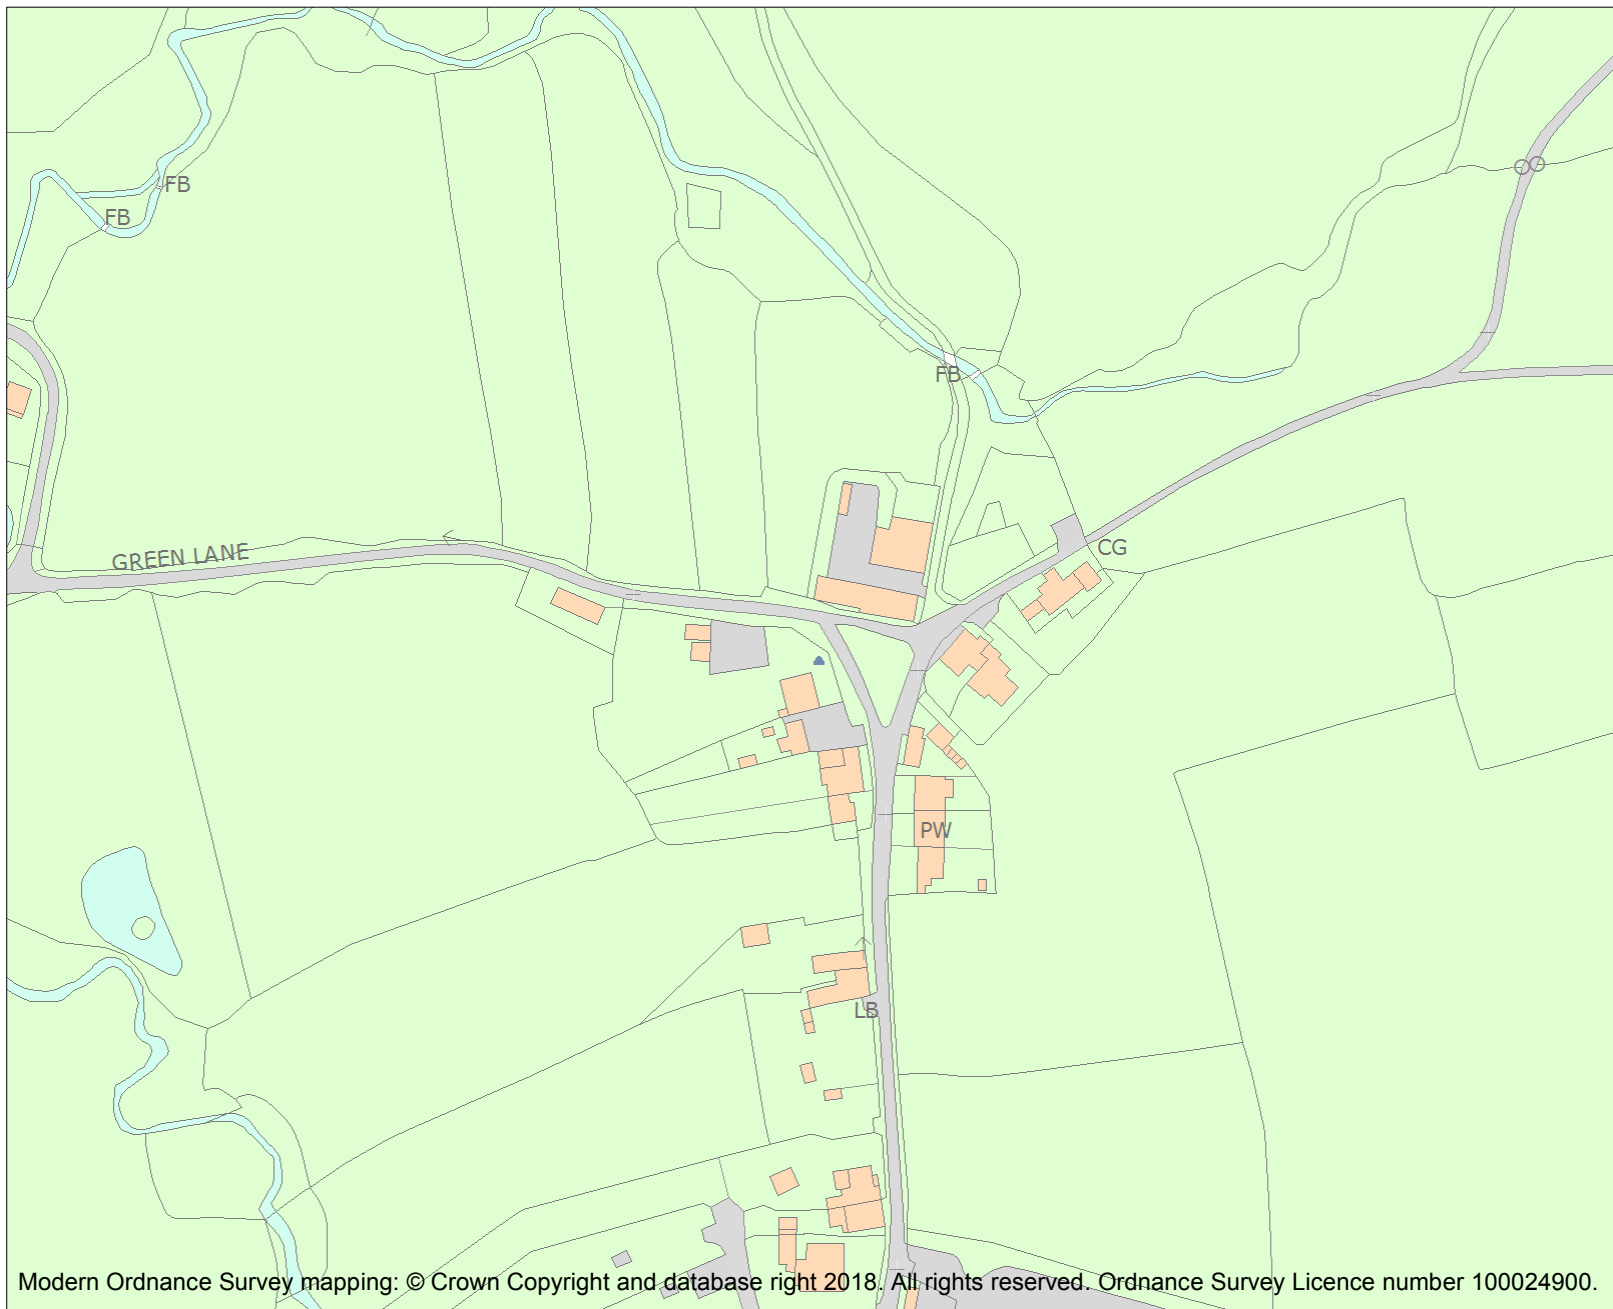 FB
FB
FB
GREEN LANE
CG
PW
LB
Modern Ordnance Survey mapping: © Crown Copyright and database right 2018. All rights reserved. Ordnance Survey Licence number 100024900.